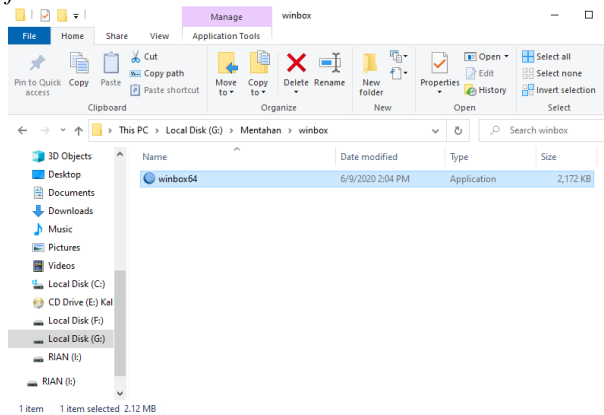 Manage winbox
File Home Share View Application Tools
Pin to Quick access
Copy
Paste
Cut
Copy path
Paste shortcut
Clipboard
Move to
Copy to
Delete
Rename
Organize
New folder
New
Properties
Open
Edit
History
Open
Select all
Select none
Invert selection
Select
This PC > Local Disk (G:) > Mentahan > winbox
Search winbox
Name Date modified Type Size
winbox64 6/9/2020 2:04 PM Application 2,172 KB
3D Objects
Desktop
Documents
Downloads
Music
Pictures
Videos
Local Disk (C:)
CD Drive (E:) Kal
Local Disk (F:)
Local Disk (G:)
RIAN (I:)
RIAN (I:)
1 item 1 item selected 2,12 MB